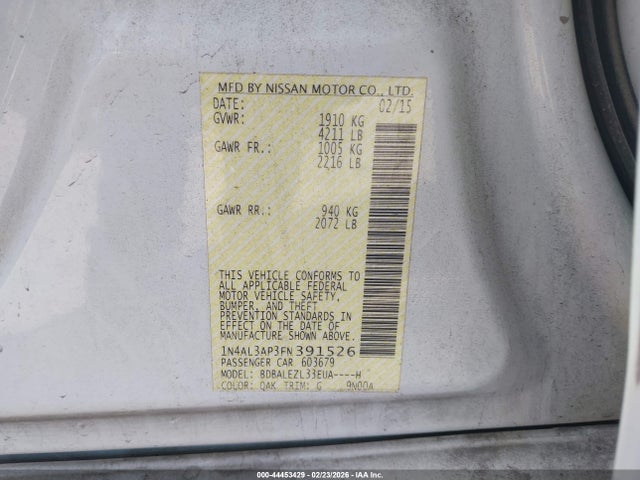 MFD BY NISSAN MOTOR CO., LTD.
DATE: 02/15
GVWR: 1910 KG
4211 LB
GAWR FR.: 1005 KG
2216 LB
GAWR RR.: 940 KG
2072 LB
THIS VEHICLE CONFORMS TO
ALL APPLICABLE FEDERAL
MOTOR VEHICLE SAFETY,
BUMPER, AND THEFT
PREVENTION STANDARDS IN
EFFECT ON THE DATE OF
MANUFACTURE SHOWN ABOVE.
1N4AL3AP3FN391526
PASSENGER CAR 603679
MODEL: BDBALEZL33EUA----H
COLOR: QAK TRIM: G 9N00A
000-44453429 - 02/23/2026 - IAA